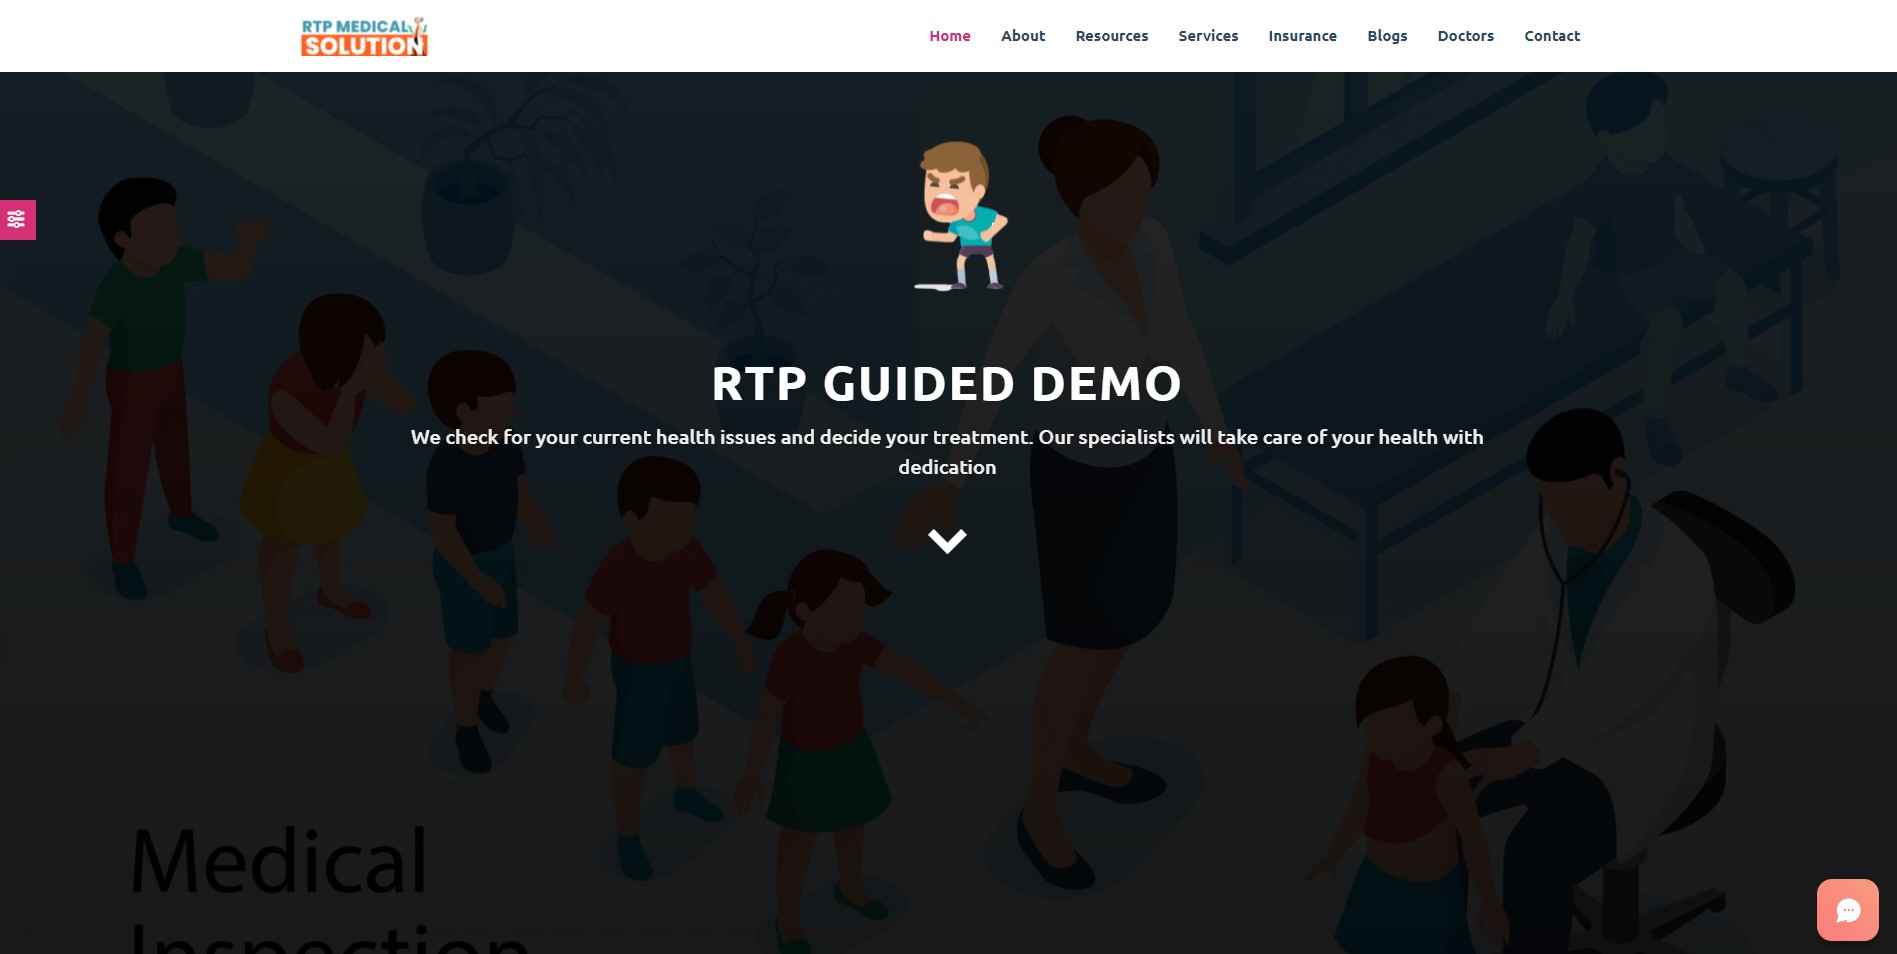 RTP MEDICAL
SOLUTION
Home About Resources Services Insurance Blogs Doctors Contact
RTP GUIDED DEMO
We check for your current health issues and decide your treatment. Our specialists will take care of your health with
dedication
Medical
Inspection